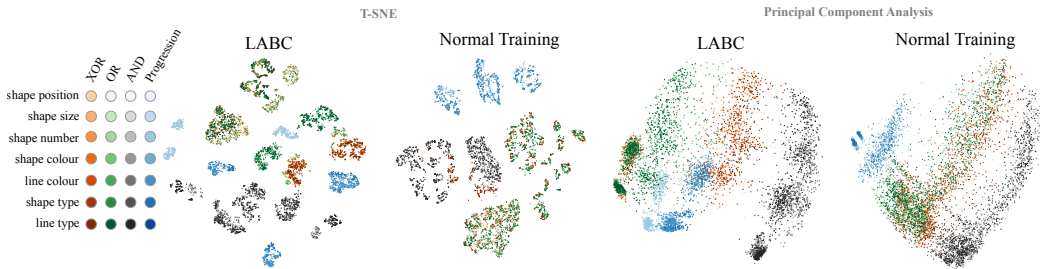 T-SNE
Principal Component Analysis
LABC
Normal Training
LABC
Normal Training
XOR
OR
AND
Progression
shape position
shape size
shape number
shape colour
line colour
shape type
line type